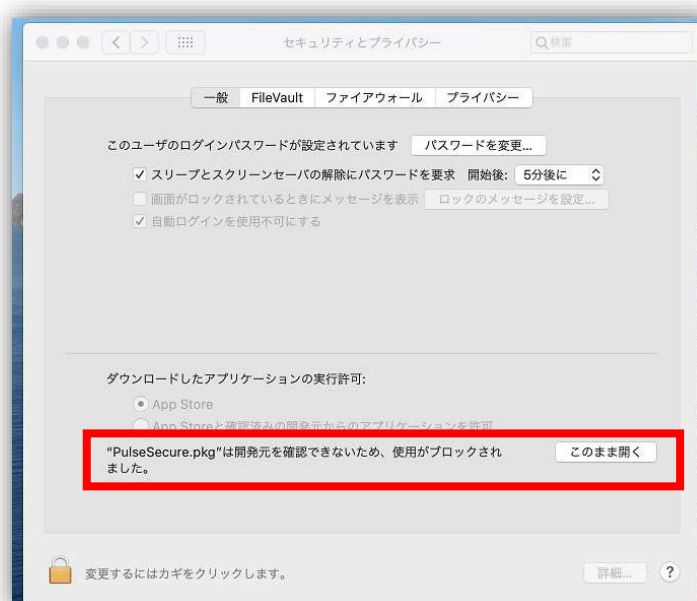 セキュリティとプライバシー
検索
一般 FileVault ファイアウォール プライバシー
このユーザのログインパスワードが設定されています パスワードを変更...
スリープとスクリーンセーバの解除にパスワードを要求 開始後: 5分後に
画面がロックされているときにメッセージを表示 ロックのメッセージを設定...
自動ログインを使用不可にする
ダウンロードしたアプリケーションの実行許可:
App Store
App Storeと確認済みの開発元からのアプリケーションを許可
"PulseSecure.pkg"は開発元を確認できないため、使用がブロックされ
ました。
このまま開く
変更するにはカギをクリックします。
詳細... ?